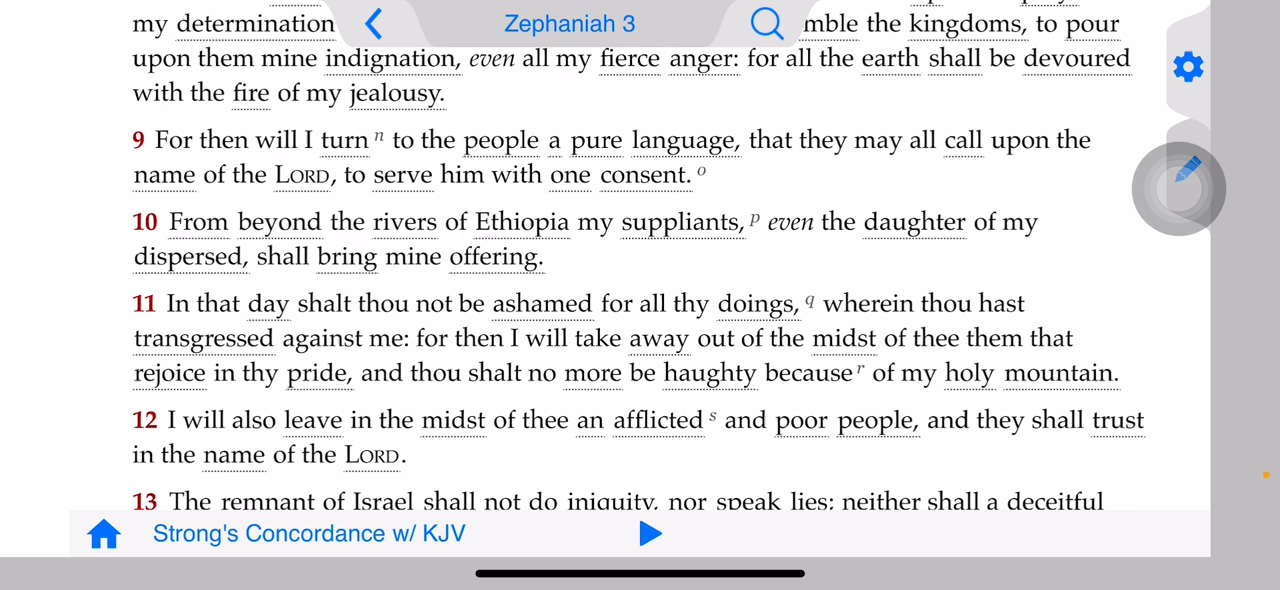 my determination
Zephaniah 3
the kingdoms, to pour
upon them mine indignation, even all my fierce anger: for all the earth shall be devoured
with the fire of my jealousy.
9 For then will I turn n to the people a pure language, that they may all call upon the
name of the LORD, to serve him with one consent. o
10 From beyond the rivers of Ethiopia my suppliants, p even the daughter of my
dispersed, shall bring mine offering.
11 In that day shalt thou not be ashamed for all thy doings, q wherein thou hast
transgressed against me: for then I will take away out of the midst of thee them that
rejoice in thy pride, and thou shalt no more be haughty because r of my holy mountain.
12 I will also leave in the midst of thee an afflicted s and poor people, and they shall trust
in the name of the LORD.
13 The remnant of Israel shall not do iniquity, nor speak lies; neither shall a deceitful
Strong's Concordance w/ KJV